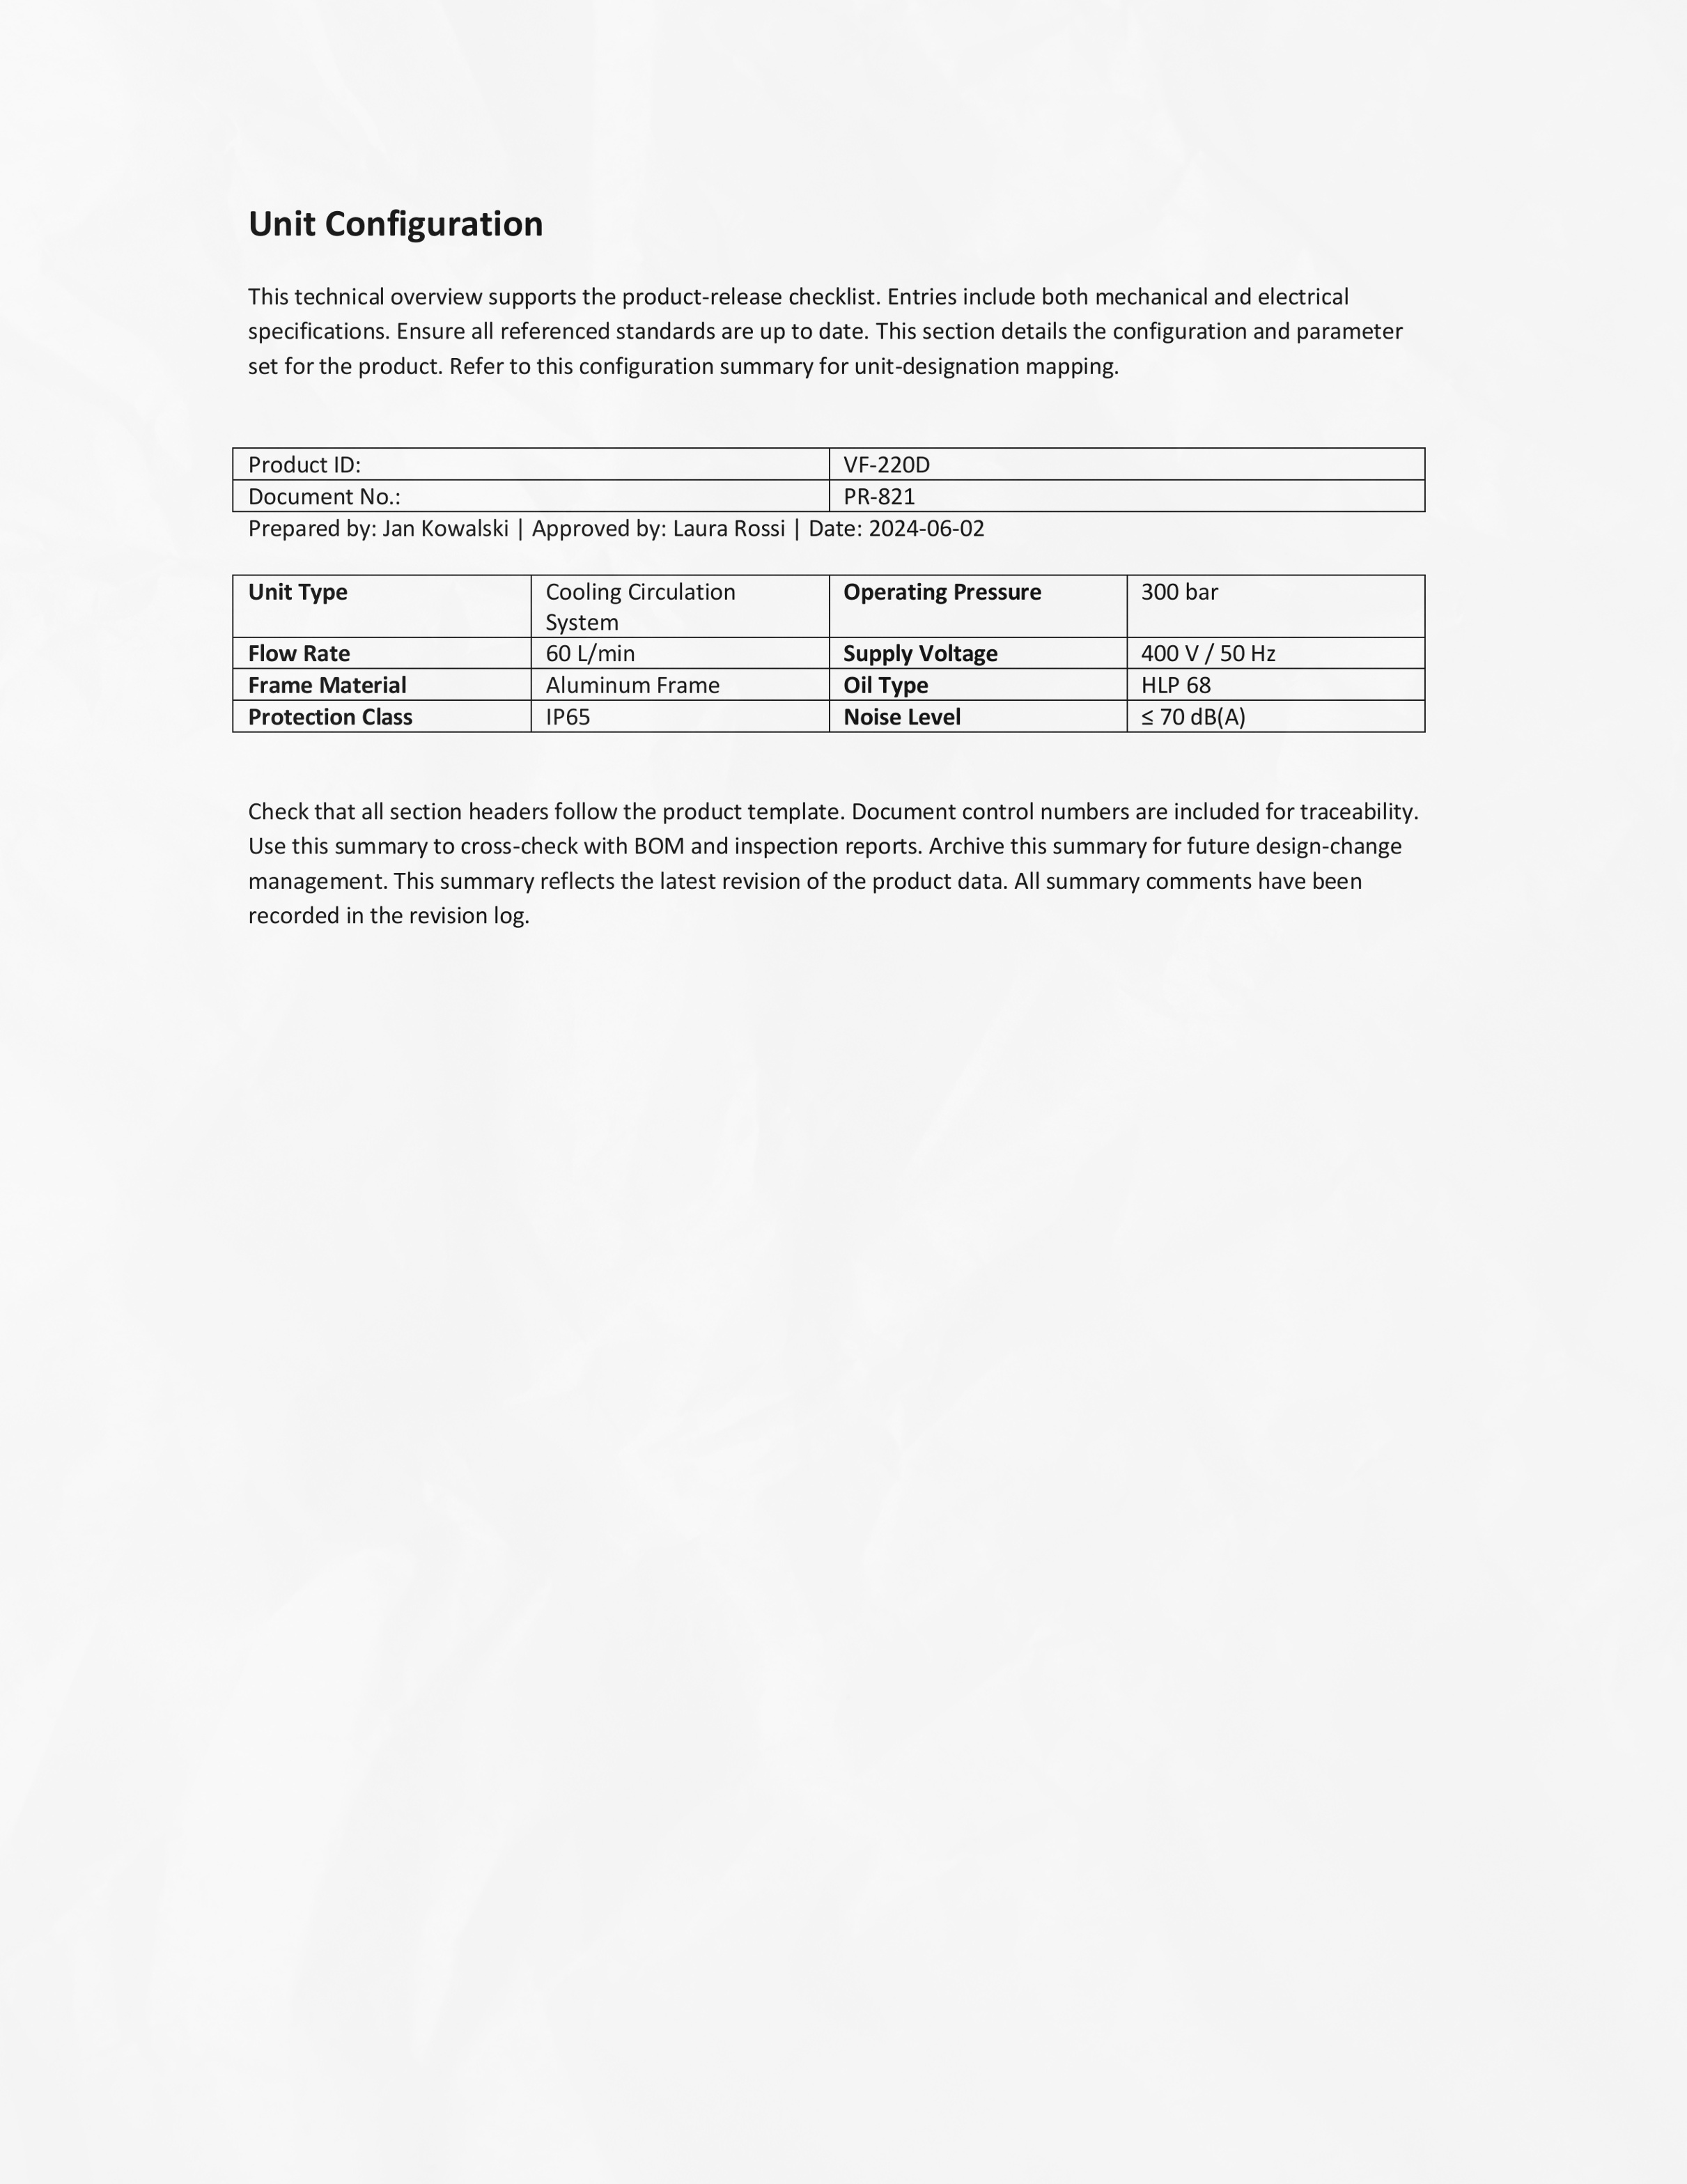 Unit Configuration
This technical overview supports the product-release checklist. Entries include both mechanical and electrical
specifications. Ensure all referenced standards are up to date. This section details the configuration and parameter
set for the product. Refer to this configuration summary for unit-designation mapping.
Product ID: VF-220D
Document No.: PR-821
Prepared by: Jan Kowalski | Approved by: Laura Rossi | Date: 2024-06-02
Unit Type Cooling Circulation Operating Pressure 300 bar
System
Flow Rate 60 L/min Supply Voltage 400 V / 50 Hz
Frame Material Aluminum Frame Oil Type HLP 68
Protection Class IP65 Noise Level ≤ 70 dB(A)
Check that all section headers follow the product template. Document control numbers are included for traceability.
Use this summary to cross-check with BOM and inspection reports. Archive this summary for future design-change
management. This summary reflects the latest revision of the product data. All summary comments have been
recorded in the revision log.